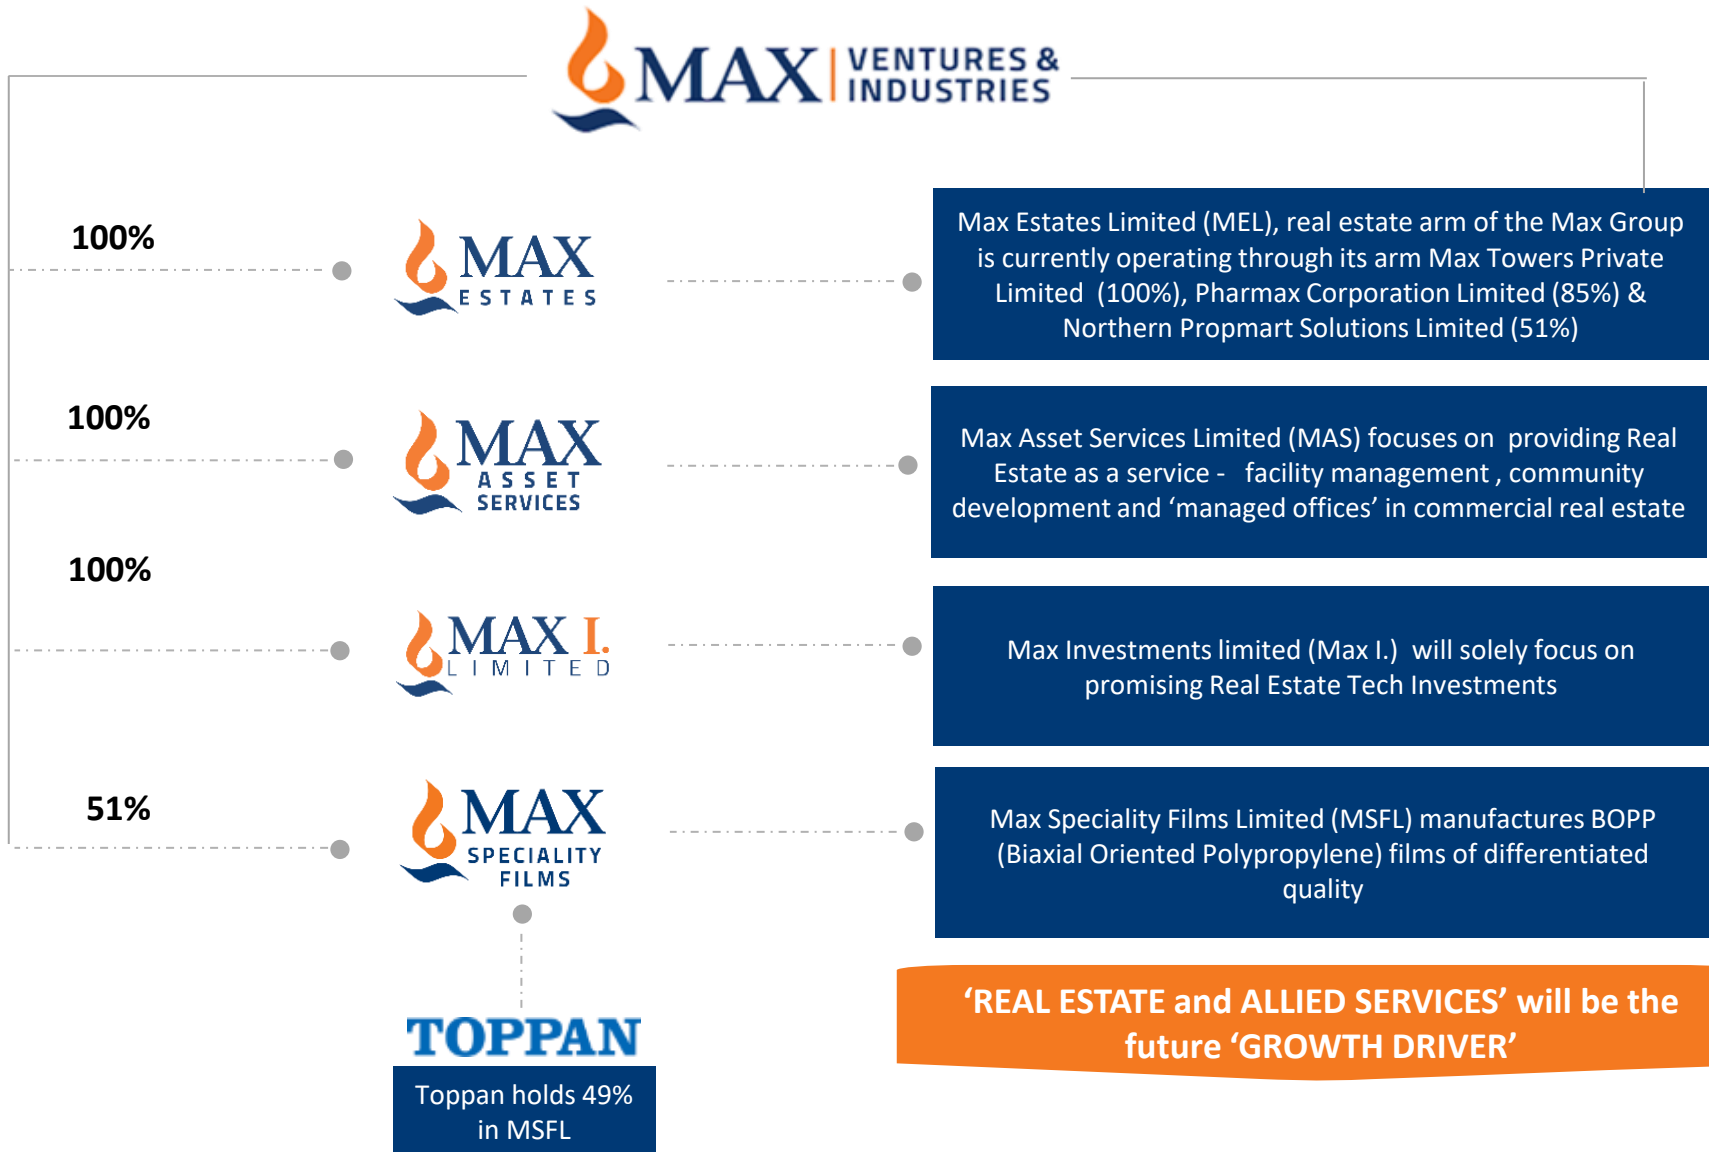 MAX VENTURES &
INDUSTRIES
100%
MAX
ESTATES
Max Estates Limited (MEL), real estate arm of the Max Group
is currently operating through its arm Max Towers Private
Limited (100%), Pharmax Corporation Limited (85%) &
Northern Propmart Solutions Limited (51%)
100%
MAX
ASSET
SERVICES
Max Asset Services Limited (MAS) focuses on providing Real
Estate as a service - facility management , community
development and ‘managed offices’ in commercial real estate
100%
MAX I.
LIMITED
Max Investments limited (Max I.) will solely focus on
promising Real Estate Tech Investments
51%
MAX
SPECIALITY
FILMS
Max Speciality Films Limited (MSFL) manufactures BOPP
(Biaxial Oriented Polypropylene) films of differentiated
quality
TOPPAN
Toppan holds 49%
in MSFL
‘REAL ESTATE and ALLIED SERVICES’ will be the
future ‘GROWTH DRIVER’